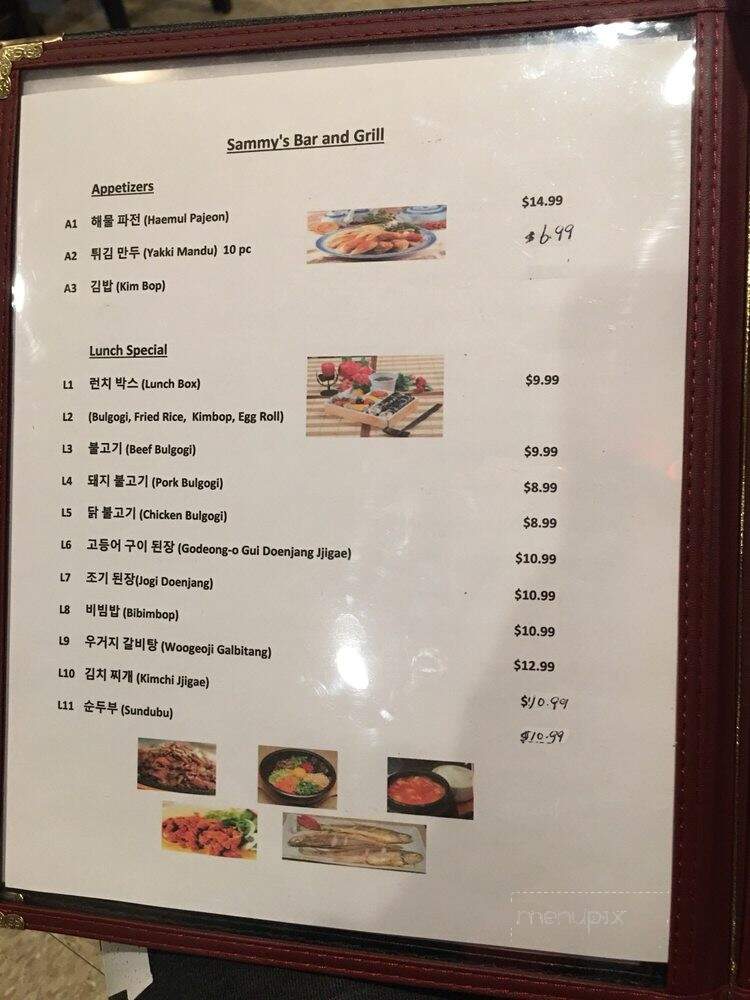 Sammy's Bar and Grill
Appetizers
A1 해물 파전 (Haemul Pajeon) $14.99
A2 튀김 만두 (Yakki Mandu) 10 pc $6.99
A3 김밥 (Kim Bop)
Lunch Special
L1 런치 박스 (Lunch Box) $9.99
L2 (Bulgogi, Fried Rice, Kimbop, Egg Roll)
L3 불고기 (Beef Bulgogi) $9.99
L4 돼지 불고기 (Pork Bulgogi) $8.99
L5 닭 불고기 (Chicken Bulgogi) $8.99
L6 고등어 구이 된장 (Godeong-o Gui Doenjang Jjigae) $10.99
L7 조기 된장(Jogi Doenjang) $10.99
L8 비빔밥 (Bibimbop) $10.99
L9 우거지 갈비탕 (Woogeoji Galbitang) $12.99
L10 김치 찌개 (Kimchi Jjigae) $10.99
L11 순두부 (Sundubu) $10.99
menupix